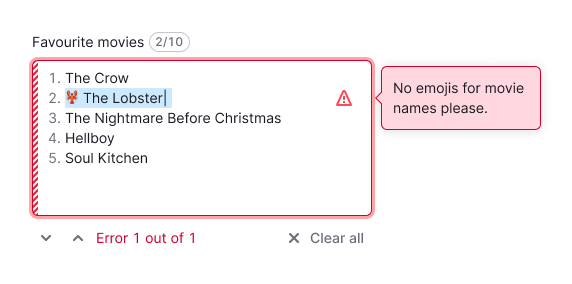 Favourite movies 2/10
1. The Crow
2. 🦞 The Lobster
3. The Nightmare Before Christmas
4. Hellboy
5. Soul Kitchen
No emojis for movie
names please.
Error 1 out of 1
Clear all